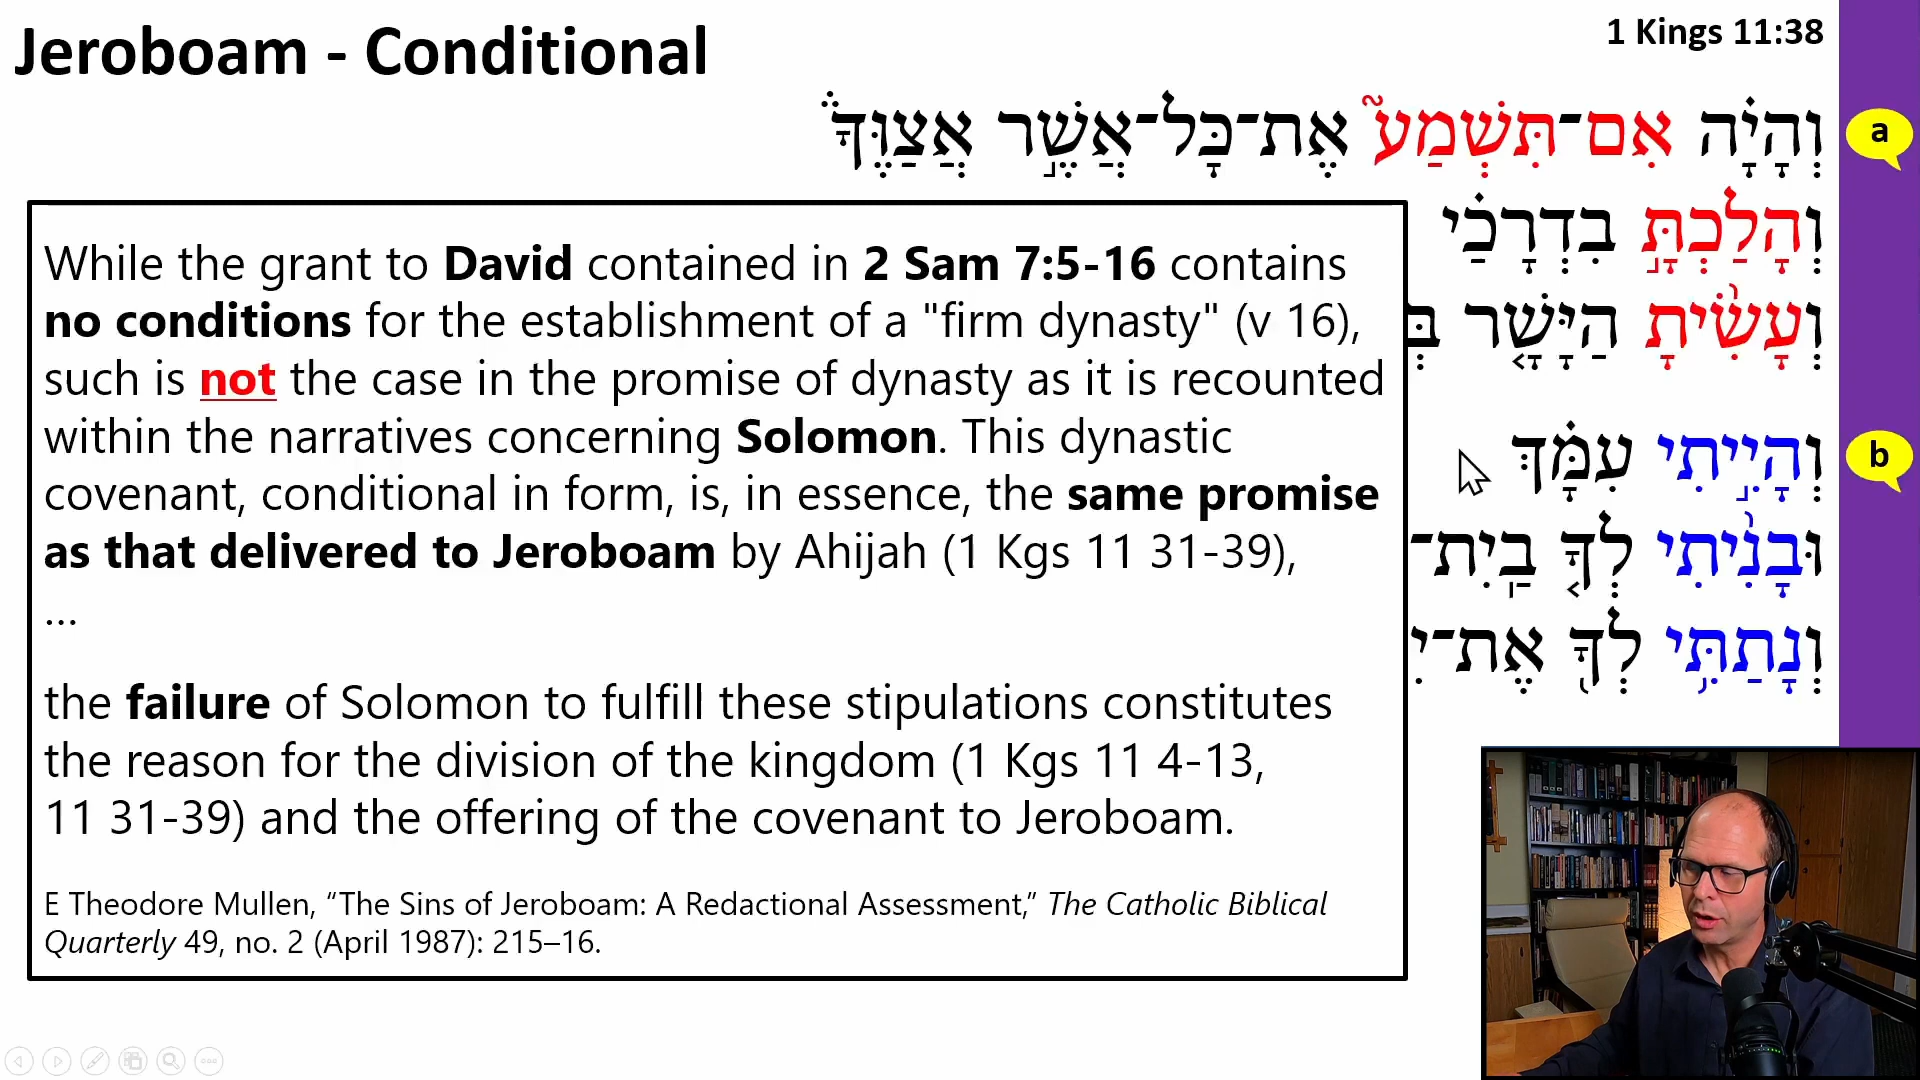 Jeroboam - Conditional
1 Kings 11:38
וְהָיָ֗ה אִם־תִּשְׁמַע֮ אֶת־כָּל־אֲשֶׁ֣ר אֲצַוֶּךָ֒
a
וְהָלַכְתָּ֣ בִדְרָכַ֗י
וְעָשִׂ֨יתָ הַיָּשָׁ֤ר
b
וְהָיִ֣יתִי עִמָּ֗ךְ
וּבָנִ֨יתִי לְךָ֤ בַֽיִת־
וְנָתַתִּ֥י לְךָ֖ אֶת־
While the grant to David contained in 2 Sam 7:5-16 contains
no conditions for the establishment of a "firm dynasty" (v 16),
such is not the case in the promise of dynasty as it is recounted
within the narratives concerning Solomon. This dynastic
covenant, conditional in form, is, in essence, the same promise
as that delivered to Jeroboam by Ahijah (1 Kgs 11 31-39),
...
the failure of Solomon to fulfill these stipulations constitutes
the reason for the division of the kingdom (1 Kgs 11 4-13,
11 31-39) and the offering of the covenant to Jeroboam.
E Theodore Mullen, “The Sins of Jeroboam: A Redactional Assessment,” The Catholic Biblical
Quarterly 49, no. 2 (April 1987): 215–16.